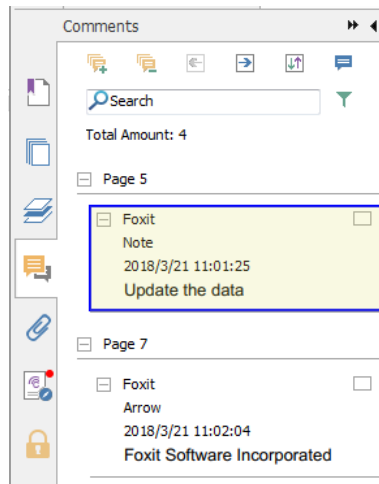 Comments
Search
Total Amount: 4
Page 5
Foxit
Note
2018/3/21 11:01:25
Update the data
Page 7
Foxit
Arrow
2018/3/21 11:02:04
Foxit Software Incorporated